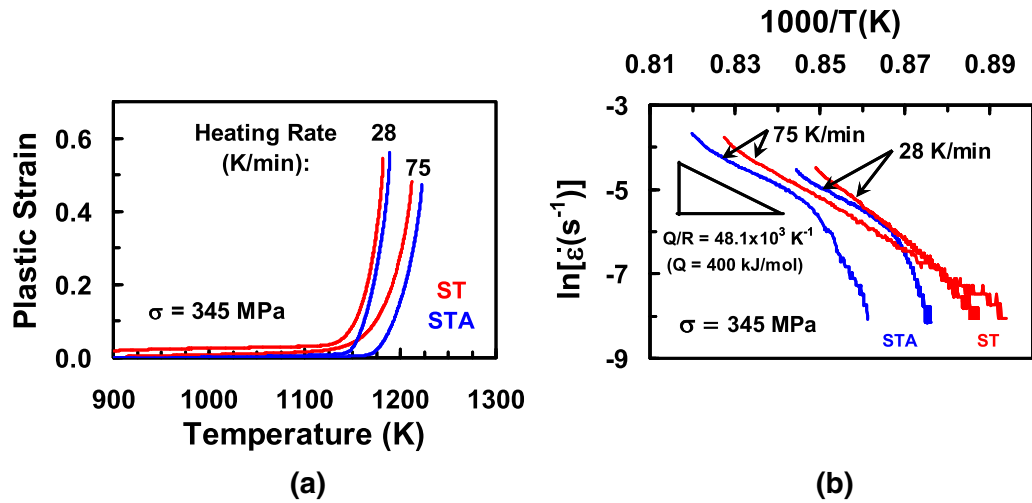 0.6
0.4
0.2
0.0
Plastic Strain
Heating Rate
(K/min):
28
75
ST
STA
σ = 345 MPa
900 1000 1100 1200 1300
Temperature (K)
(a)
1000/T(K)
0.81 0.83 0.85 0.87 0.89
-3
-5
-7
-9
ln[ε̇(s⁻¹)]
75 K/min
28 K/min
Q/R = 48.1x10³ K⁻¹
(Q = 400 kJ/mol)
σ = 345 MPa
STA
ST
(b)